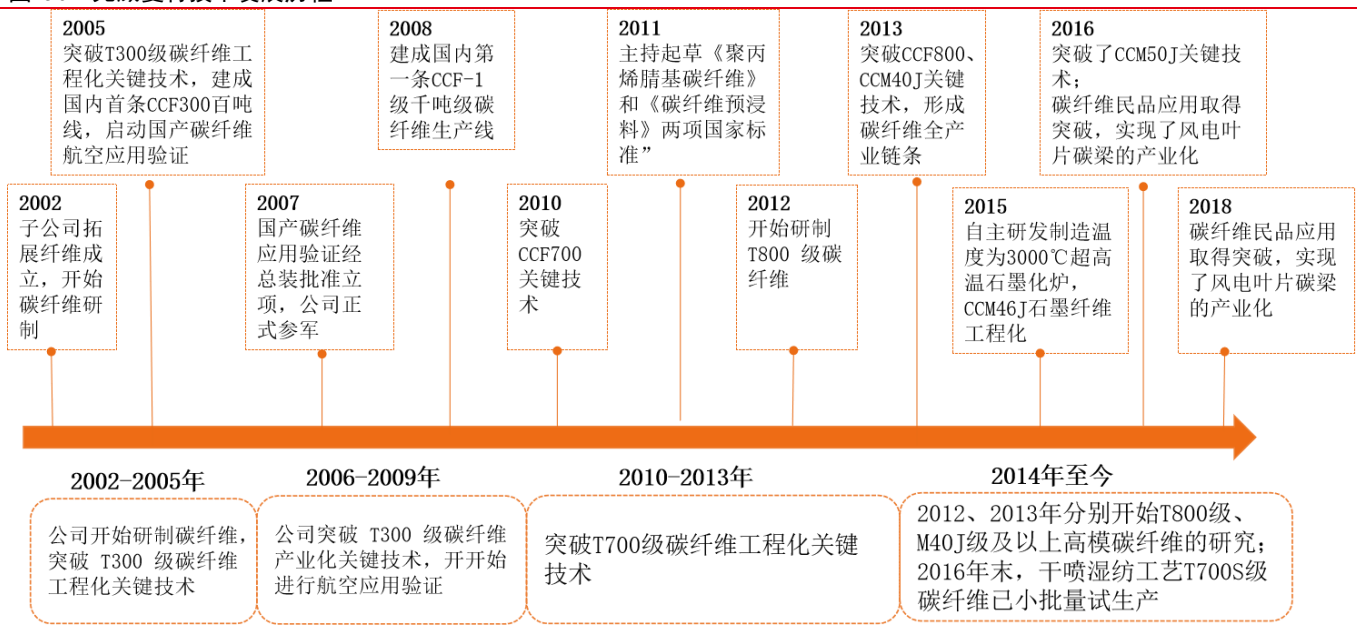 2005
突破T300级碳纤维工
程化关键技术，建成
国内首条CCF300百吨
线，启动国产碳纤维
航空应用验证
2008
建成国内第
一条CCF-1
级千吨级碳
纤维生产线
2011
主持起草《聚丙
烯腈基碳纤维》
和《碳纤维预浸
料》两项国家标
准”
2013
突破CCF800、
CCM40J关键
技术，形成
碳纤维全产
业链条
2016
突破了CCM50J关键技
术；
碳纤维民品应用取得
突破，实现了风电叶
片碳梁的产业化
2002
子公司拓
展纤维成
立，开始
碳纤维研
制
2007
国产碳纤维
应用验证经
总装批准立
项，公司正
式参军
2010
突破
CCF700
关键技
术
2012
开始研制
T800 级碳
纤维
2015
自主研发制造温
度为3000℃超高
温石墨化炉，
CCM46J石墨纤维
工程化
2018
碳纤维民品应用
取得突破，实现
了风电叶片碳梁
的产业化
2002-2005年
公司开始研制碳纤维，
突破 T300 级碳纤维
工程化关键技术
2006-2009年
公司突破 T300 级碳纤维
产业化关键技术，开开始
进行航空应用验证
2010-2013年
突破T700级碳纤维工程化关键
技术
2014年至今
2012、2013年分别开始T800级、
M40J级及以上高模碳纤维的研究；
2016年末，干喷湿纺工艺T700S级
碳纤维已小批量试生产